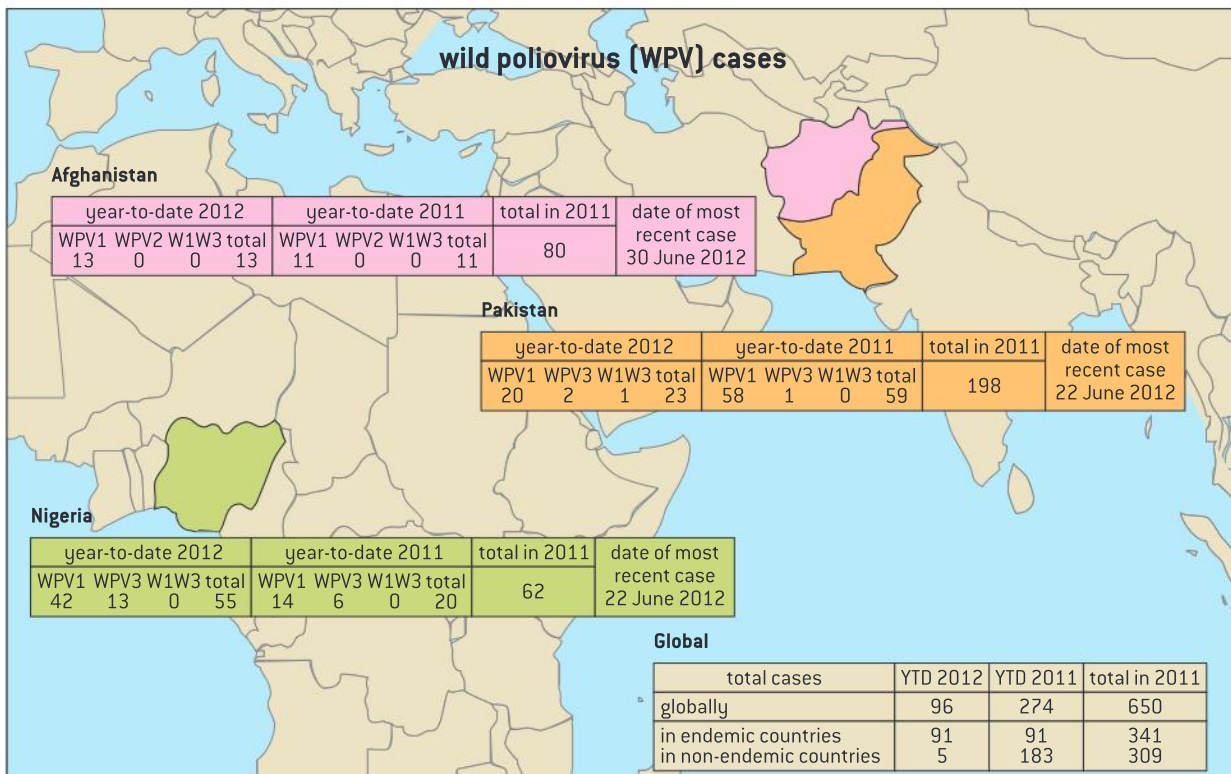 wild poliovirus (WPV) cases
Afghanistan
year-to-date 2012 year-to-date 2011 total in 2011 date of most
recent case
30 June 2012
WPV1 WPV2 W1W3 total WPV1 WPV2 W1W3 total
13 0 0 13 11 0 0 11
80
Pakistan
year-to-date 2012 year-to-date 2011 total in 2011 date of most
recent case
22 June 2012
WPV1 WPV3 W1W3 total WPV1 WPV3 W1W3 total
20 2 1 23 58 1 0 59
198
Nigeria
year-to-date 2012 year-to-date 2011 total in 2011 date of most
recent case
22 June 2012
WPV1 WPV3 W1W3 total WPV1 WPV3 W1W3 total
42 13 0 55 14 6 0 20
62
Global
total cases YTD 2012 YTD 2011 total in 2011
globally 96 274 650
in endemic countries 91 91 341
in non-endemic countries 5 183 309